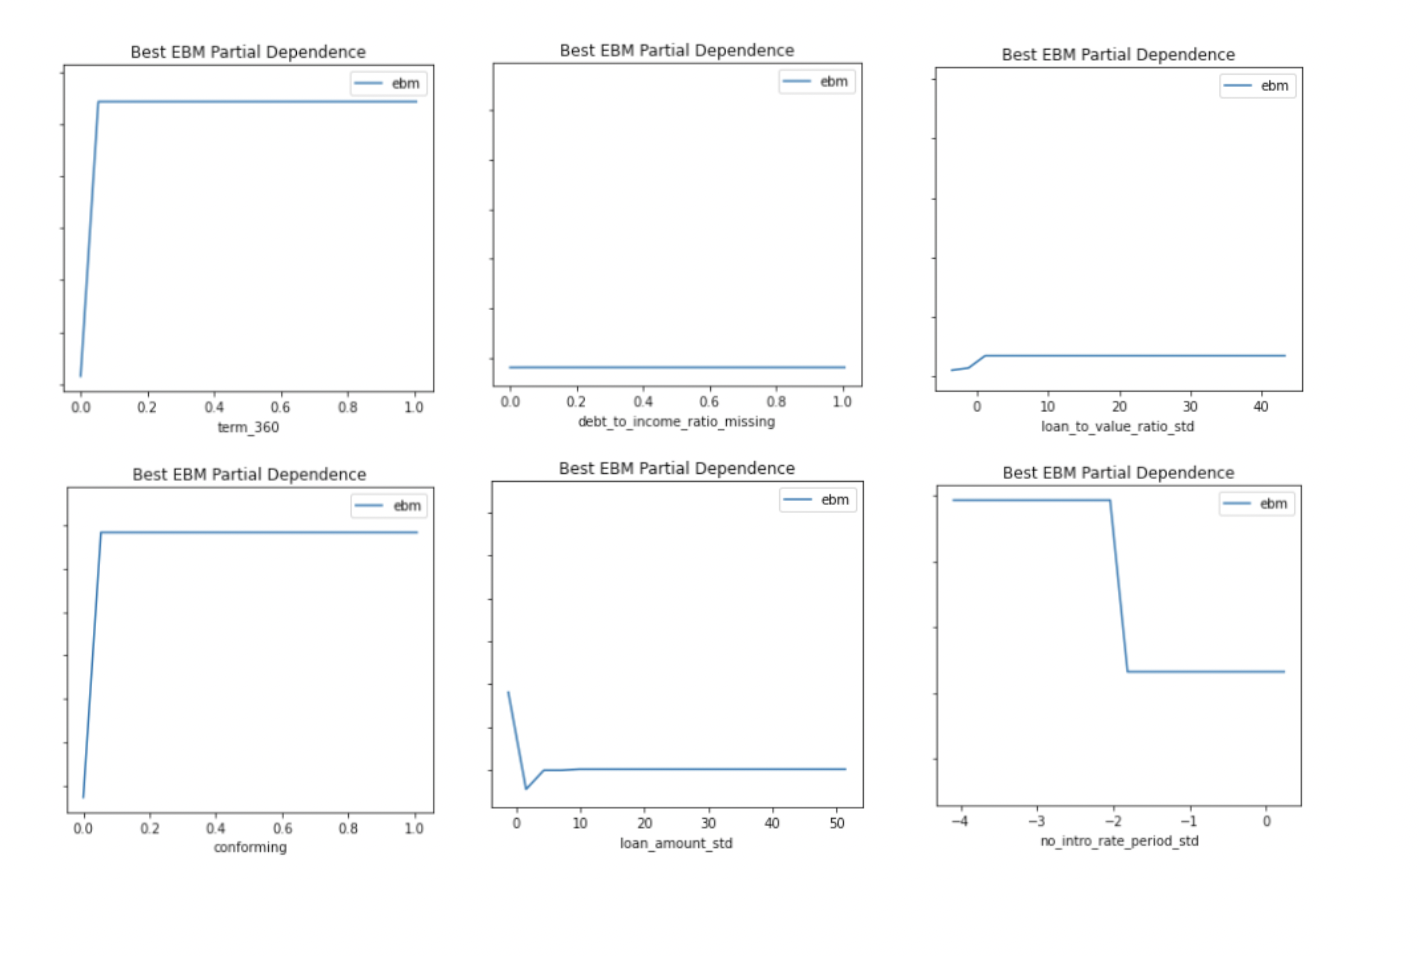 Best EBM Partial Dependence
ebm
0.0 0.2 0.4 0.6 0.8 1.0
term_360
Best EBM Partial Dependence
ebm
0.0 0.2 0.4 0.6 0.8 1.0
debt_to_income_ratio_missing
Best EBM Partial Dependence
ebm
0 10 20 30 40
loan_to_value_ratio_std
Best EBM Partial Dependence
ebm
0.0 0.2 0.4 0.6 0.8 1.0
conforming
Best EBM Partial Dependence
ebm
0 10 20 30 40 50
loan_amount_std
Best EBM Partial Dependence
ebm
−4 −3 −2 −1 0
no_intro_rate_period_std